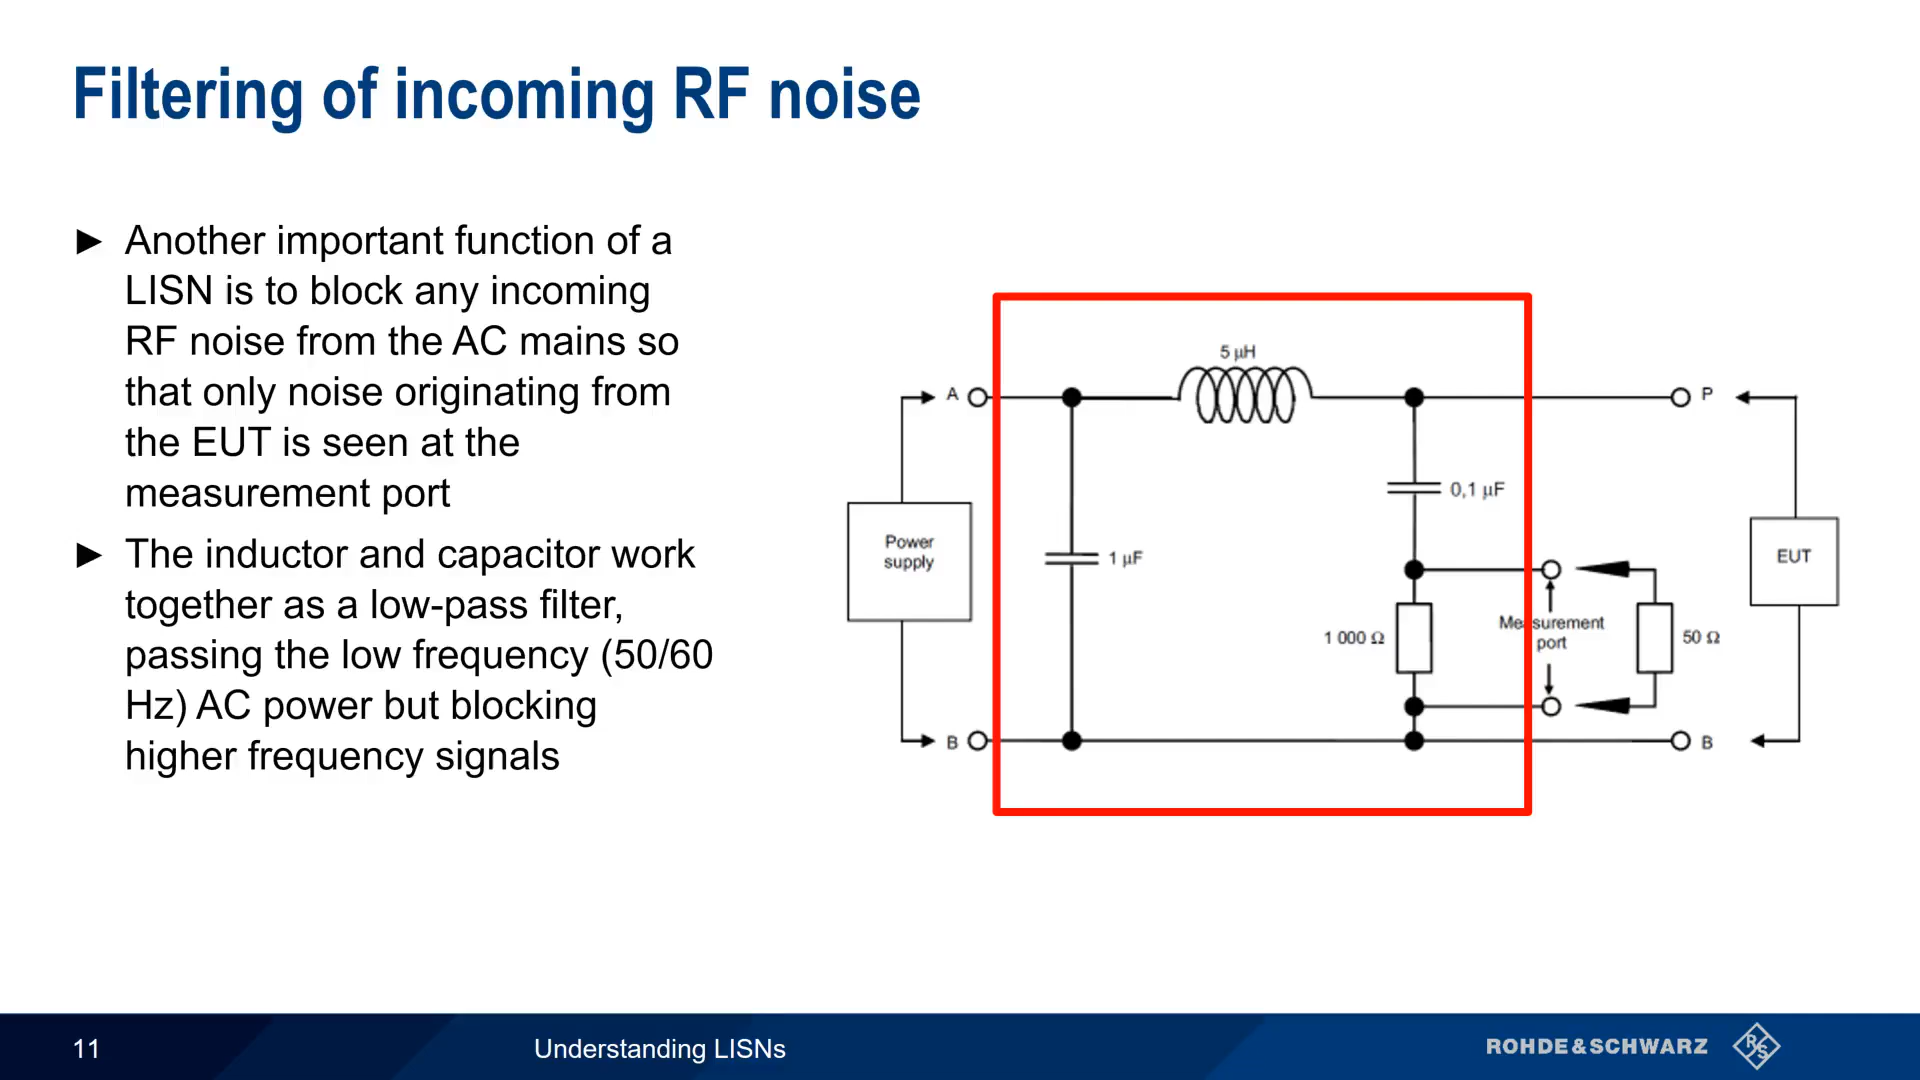 Filtering of incoming RF noise
► Another important function of a
LISN is to block any incoming
RF noise from the AC mains so
that only noise originating from
the EUT is seen at the
measurement port
► The inductor and capacitor work
together as a low-pass filter,
passing the low frequency (50/60
Hz) AC power but blocking
higher frequency signals
5 µH
A
P
0,1 µF
Power
supply
1 µF
EUT
1 000 Ω
Measurement
port
50 Ω
B
B
11
Understanding LISNs
ROHDE&SCHWARZ
R
S